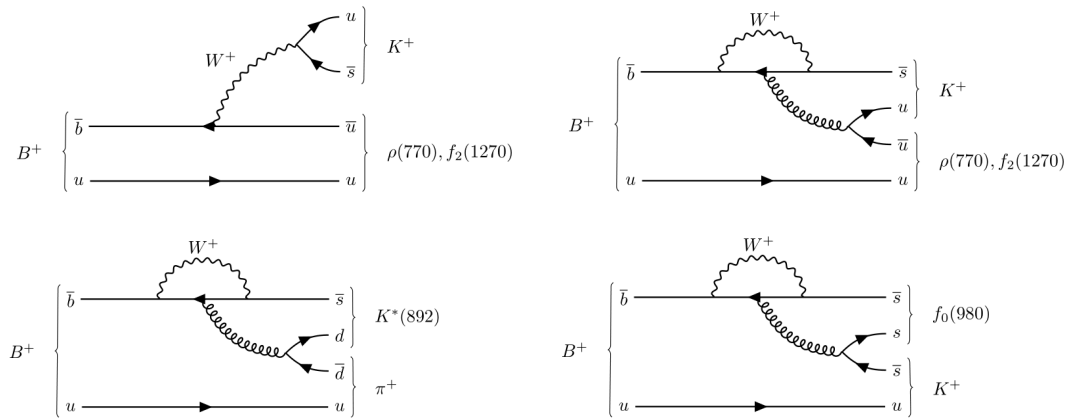 W⁺
u
s̅
K⁺
b̅
u̅
B⁺
u
u
ρ(770), f₂(1270)
W⁺
b̅
s̅
u
K⁺
B⁺
u̅
u
u
ρ(770), f₂(1270)
W⁺
b̅
s̅
K*(892)
d
B⁺
d̅
π⁺
u
u
W⁺
b̅
s̅
f₀(980)
s
B⁺
s̅
K⁺
u
u